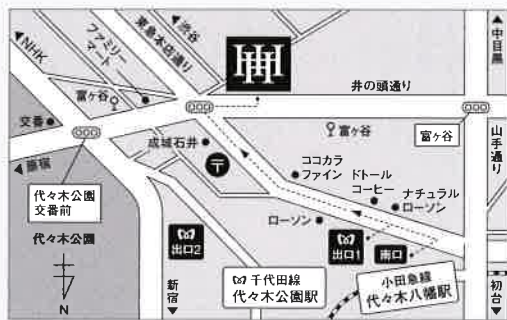 NHK
ファミリー
マート
東急本店通り
渋谷
HH
中目黒
井の頭通り
富ヶ谷
交番
富ヶ谷
富ヶ谷
成城石井
山手通り
原宿
代々木公園
交番前
ココカラ
ファイン
ドトール
コーヒー
ナチュラル
ローソン
ローソン
代々木公園
出口2
出口1
南口
千代田線
代々木公園駅
小田急線
代々木八幡駅
新宿
初台
N